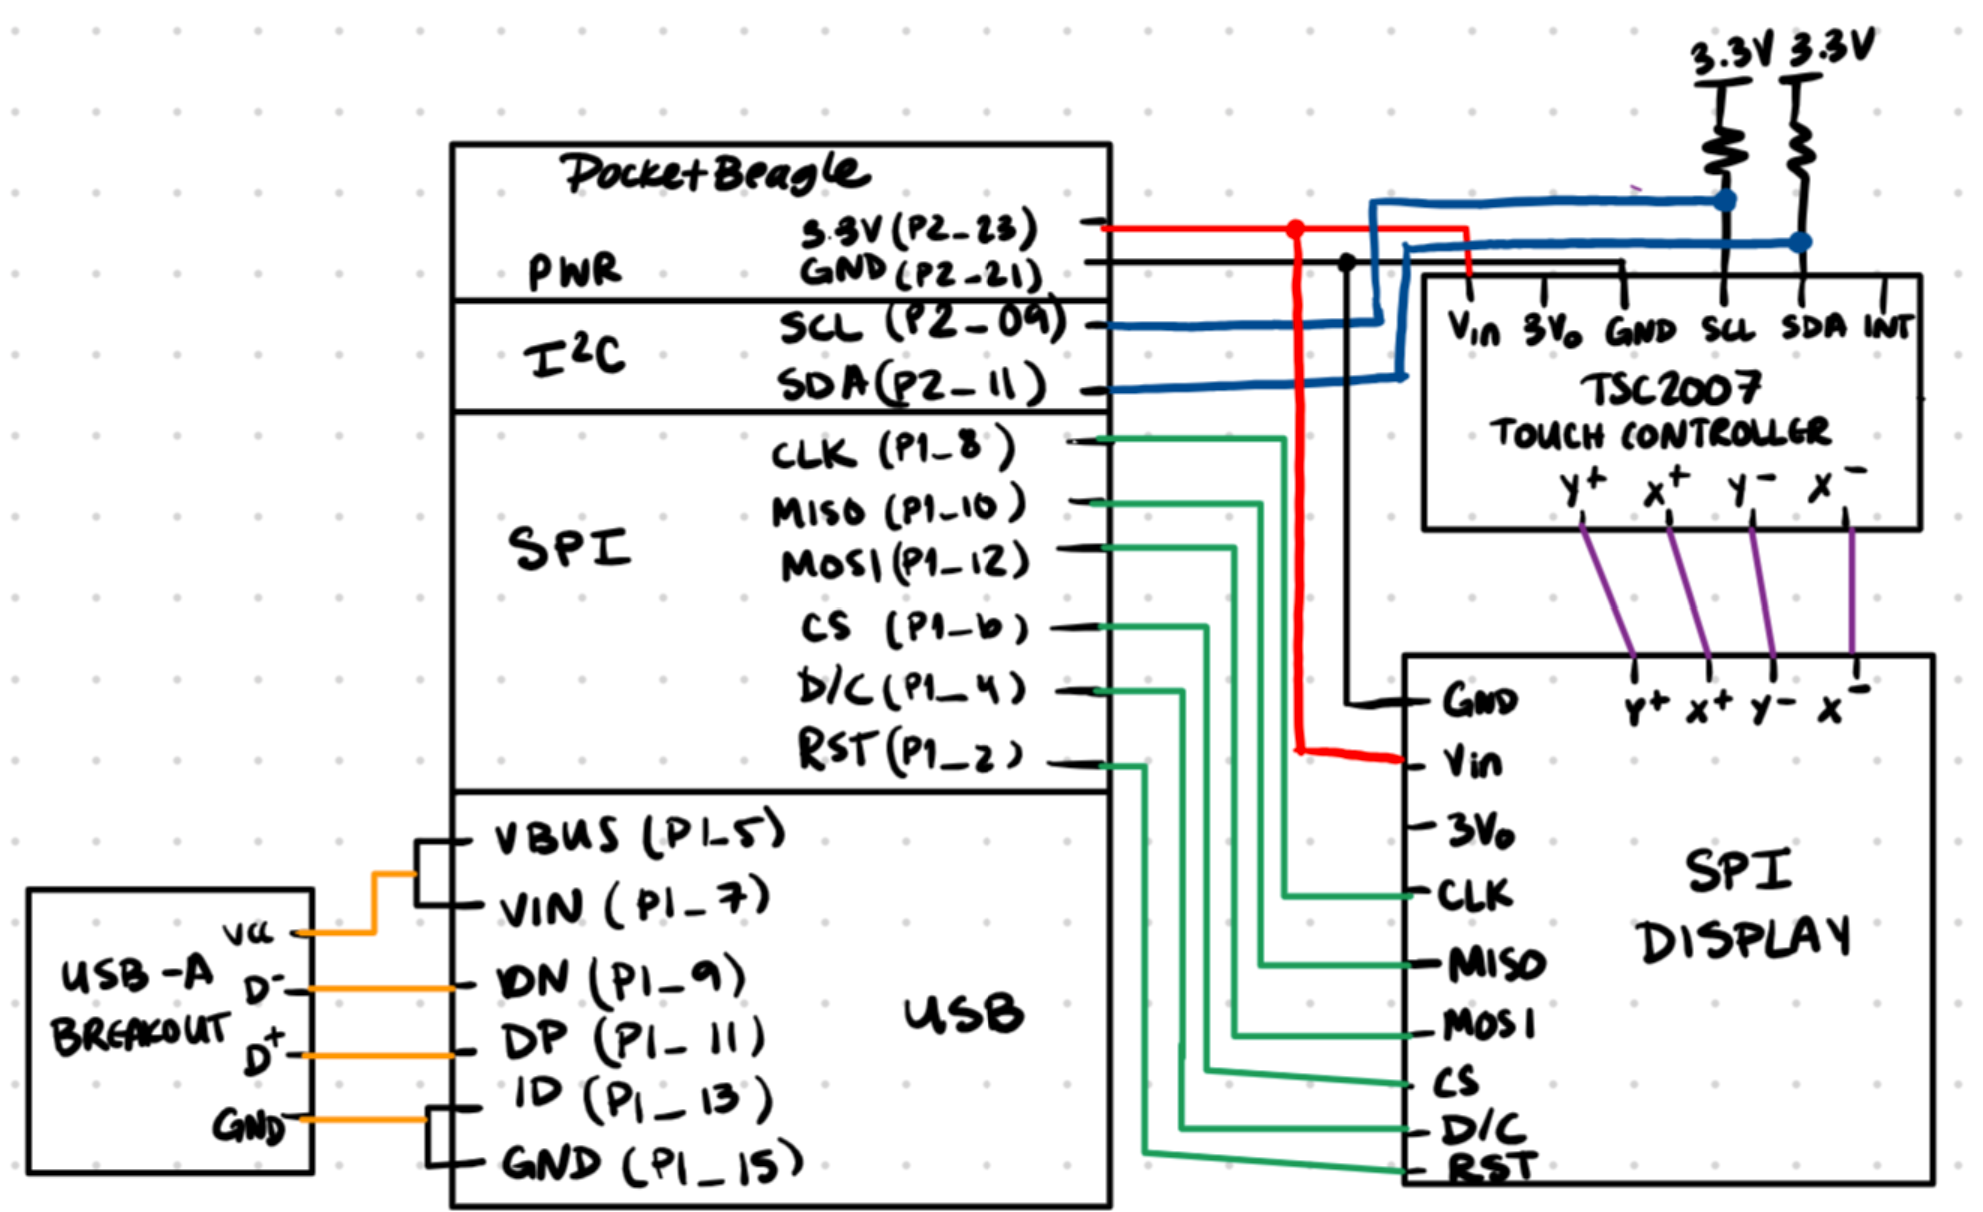 3.3V 3.3V
PocketBeagle
3.3V (P2_23)
GND (P2_21)
PWR
SCL (P2_09)
I²C
SDA (P2_11)
CLK (P1_8)
MISO (P1_10)
SPI
MOSI (P1_12)
CS (P1_6)
D/C (P1_4)
RST (P1_2)
VBUS (P1_5)
VIN (P1_7)
DN (P1_9)
USB
DP (P1_11)
ID (P1_13)
GND (P1_15)
VCC
USB-A
D-
BREAKOUT
D+
GND
Vin 3Vo GND SCL SDA INT
TSC2007
TOUCH CONTROLLER
Y+ X+ Y- X-
Y+ X+ Y- X-
GND
Vin
3Vo
SPI
DISPLAY
CLK
MISO
MOSI
CS
D/C
RST